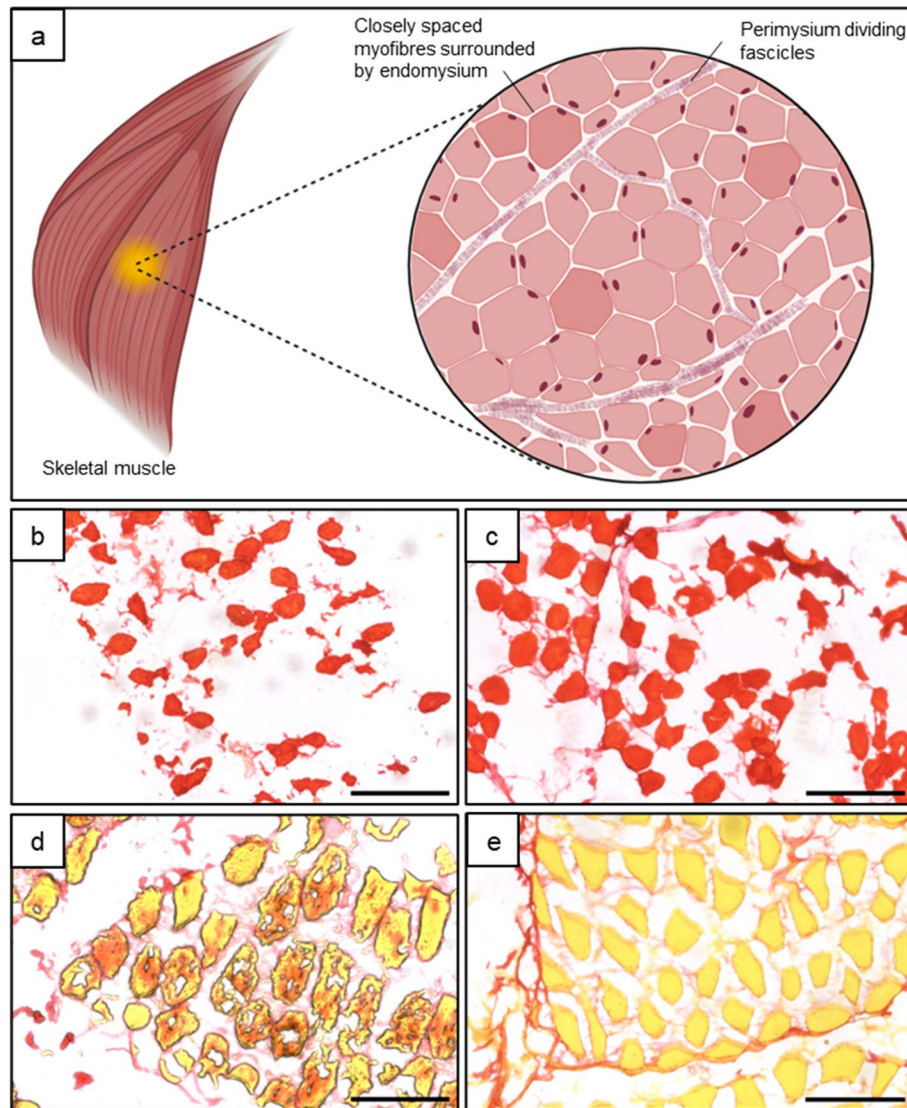 a
Closely spaced
myofibres surrounded
by endomysium
Perimysium dividing
fascicles
Skeletal muscle
b
c
d
e